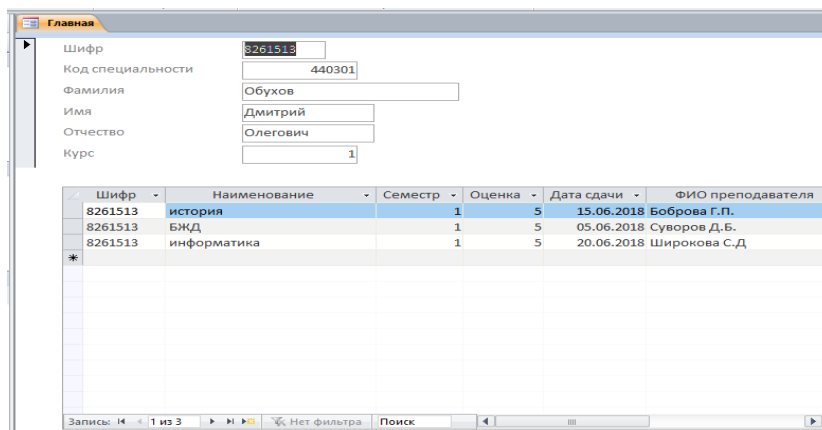 Главная
Шифр 8261513
Код специальности 440301
Фамилия Обухов
Имя Дмитрий
Отчество Олегович
Курс 1
Шифр Наименование Семестр Оценка Дата сдачи ФИО преподавателя
8261513 история 1 5 15.06.2018 Боброва Г.П.
8261513 БЖД 1 5 05.06.2018 Суворов Д.Б.
8261513 информатика 1 5 20.06.2018 Широкова С.Д
Запись: 1 из 3 Нет фильтра Поиск